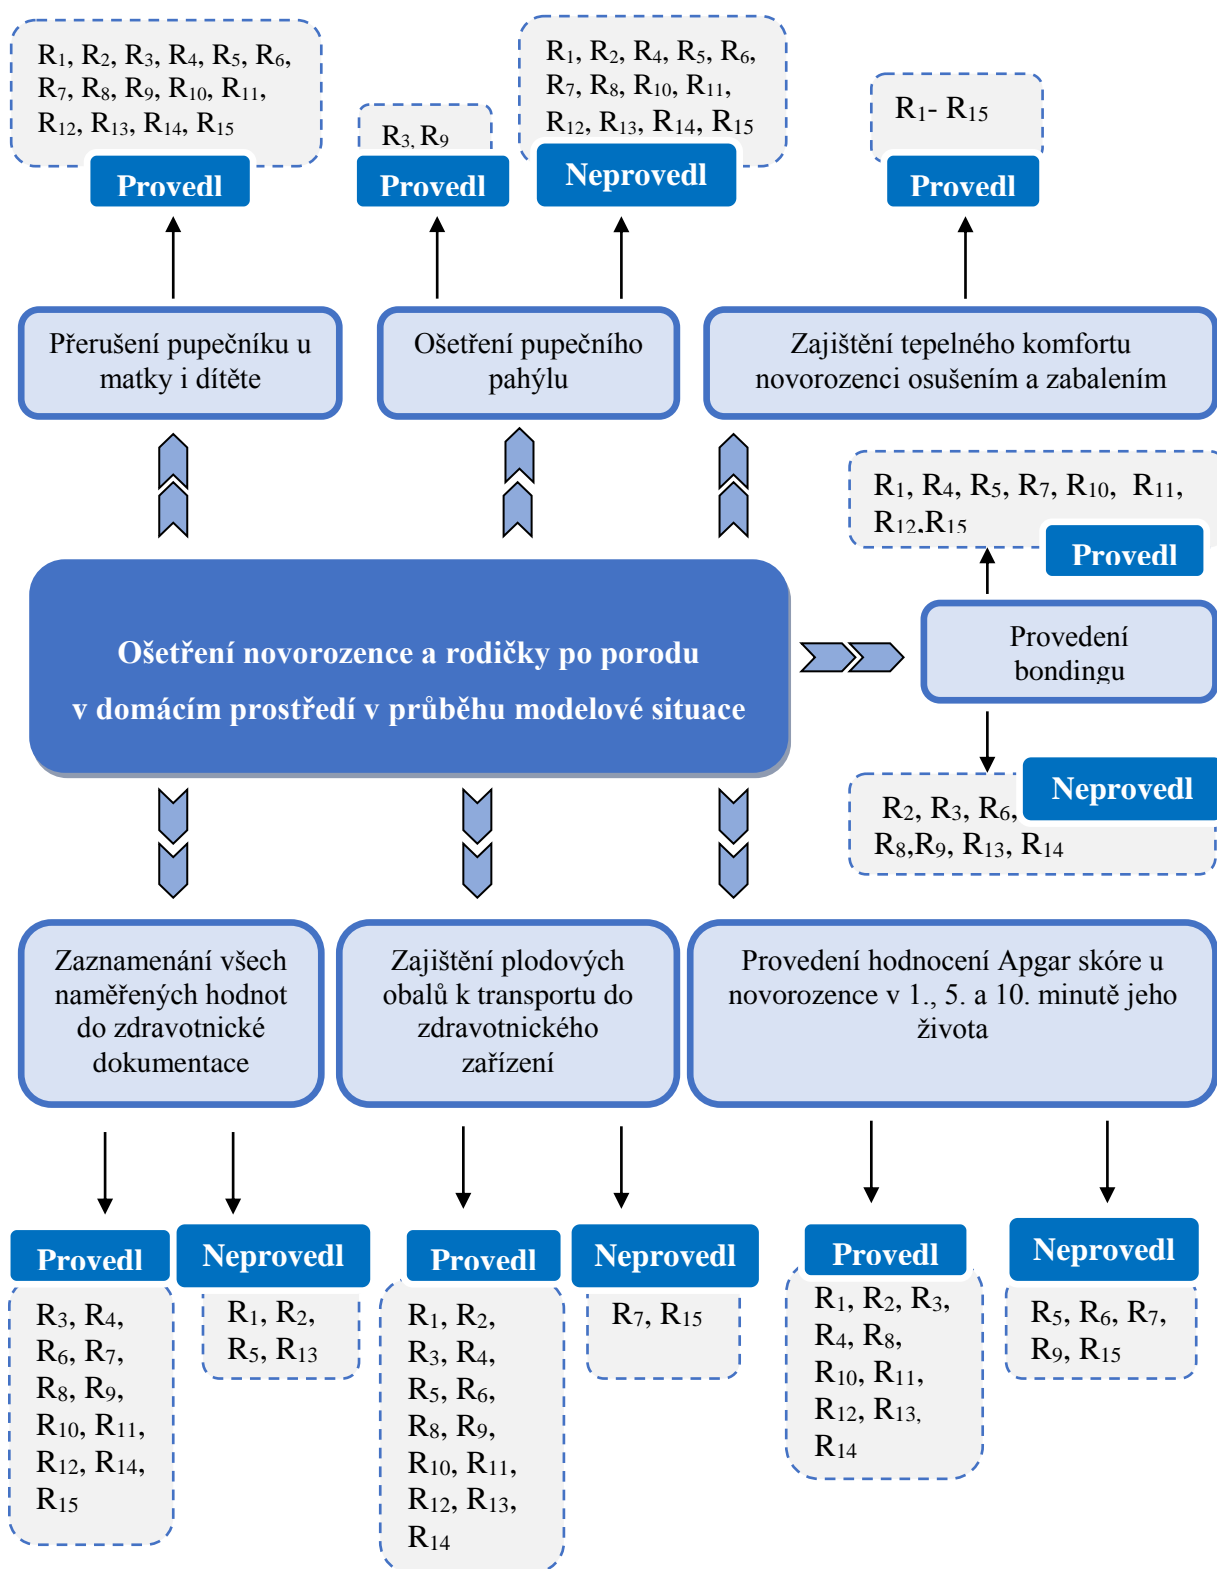 R1, R2, R3, R4, R5, R6,
R7, R8, R9, R10, R11,
R12, R13, R14, R15
Provedl
R3, R9
Provedl
R1, R2, R4, R5, R6,
R7, R8, R10, R11,
R12, R13, R14, R15
Neprovedl
R1- R15
Provedl
Přerušení pupečníku u
matky i dítěte
Ošetření pupečního
pahýlu
Zajištění tepelného komfortu
novorozenci osušením a zabalením
R1, R4, R5, R7, R10, R11,
R12,R15
Provedl
Ošetření novorozence a rodičky po porodu
v domácím prostředí v průběhu modelové situace
Provedení
bondingu
Neprovedl
R2, R3, R6,
R8,R9, R13, R14
Zaznamenání všech
naměřených hodnot
do zdravotnické
dokumentace
Zajištění plodových
obalů k transportu do
zdravotnického
zařízení
Provedení hodnocení Apgar skóre u
novorozence v 1., 5. a 10. minutě jeho
života
Provedl
R3, R4,
R6, R7,
R8, R9,
R10, R11,
R12, R14,
R15
Neprovedl
R1, R2,
R5, R13
Provedl
R1, R2,
R3, R4,
R5, R6,
R8, R9,
R10, R11,
R12, R13,
R14
Neprovedl
R7, R15
Provedl
R1, R2, R3,
R4, R8,
R10, R11,
R12, R13,
R14
Neprovedl
R5, R6, R7,
R9, R15